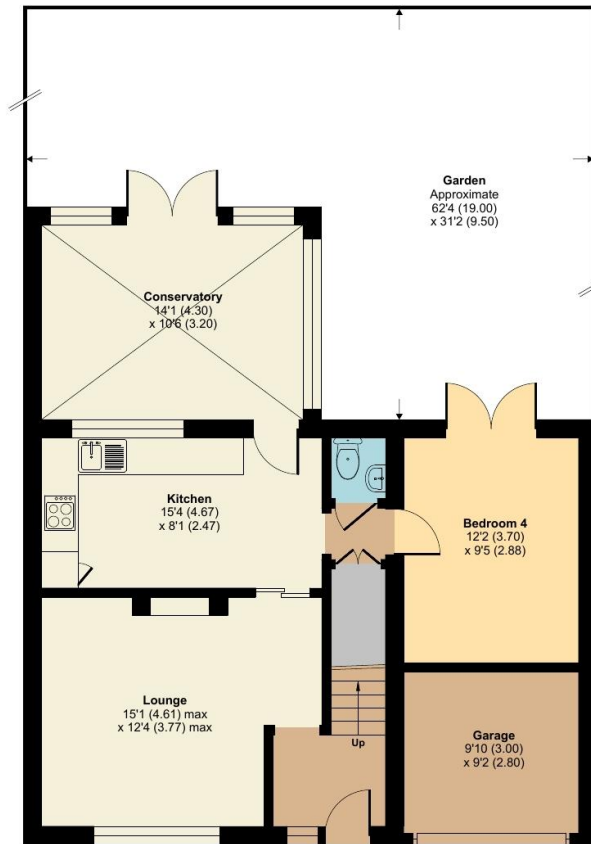 Garden
Approximate
62'4 (19.00)
x 31'2 (9.50)
Conservatory
14'1 (4.30)
x 10'6 (3.20)
Kitchen
15'4 (4.67)
x 8'1 (2.47)
Bedroom 4
12'2 (3.70)
x 9'5 (2.88)
Lounge
15'1 (4.61) max
x 12'4 (3.77) max
Up
Garage
9'10 (3.00)
x 9'2 (2.80)